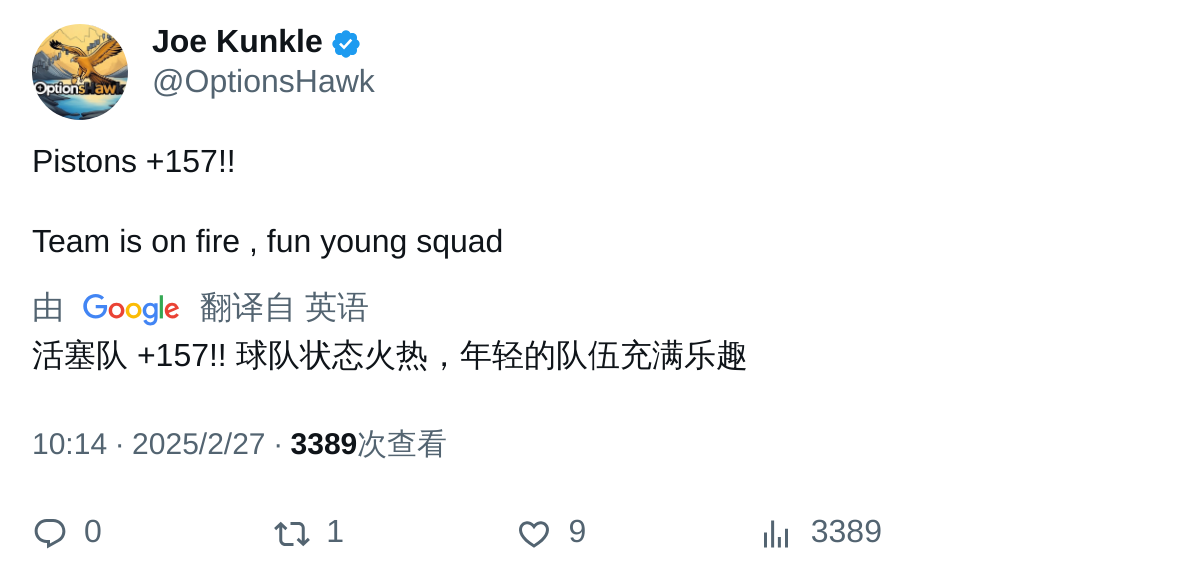 Joe Kunkle
@OptionsHawk
OptionsHawk
Pistons +157!!
Team is on fire , fun young squad
由 Google 翻译自 英语
活塞队 +157!! 球队状态火热，年轻的队伍充满乐趣
10:14 · 2025/2/27 · 3389次查看
0 1 9 3389